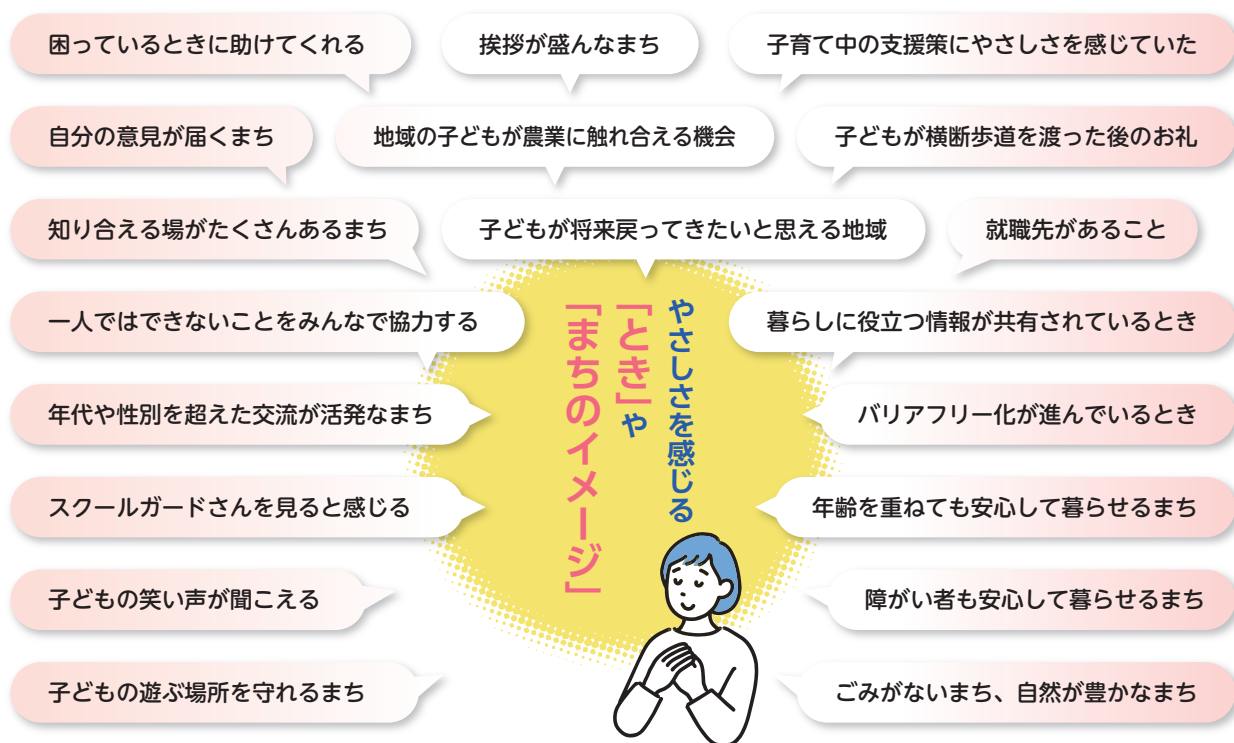 困っているときに助けてくれる
挨拶が盛んなまち
子育て中の支援策にやさしさを感じていた
自分の意見が届くまち
地域の子どもが農業に触れ合える機会
子どもが横断歩道を渡った後のお礼
知り合える場がたくさんあるまち
子どもが将来戻ってきたいと思える地域
就職先があること
一人ではできないことをみんなで協力する
暮らしに役立つ情報が共有されているとき
やさしさを感じる
「とき」や
「まちのイメージ」
年代や性別を超えた交流が活発なまち
バリアフリー化が進んでいるとき
スクールガードさんを見ると感じる
年齢を重ねても安心して暮らせるまち
子どもの笑い声が聞こえる
障がい者も安心して暮らせるまち
子どもの遊ぶ場所を守れるまち
ごみがないまち、自然が豊かなまち